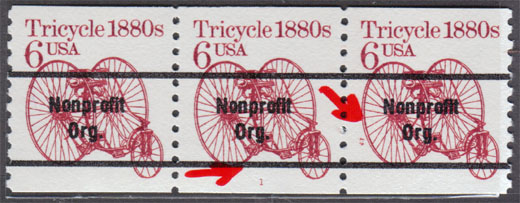 Tricycle 1880s
6 USA
Nonprofit
Org.
Tricycle 1880s
6 USA
Nonprofit
Org.
1
Tricycle 1880s
6 USA
Nonprofit
Org.